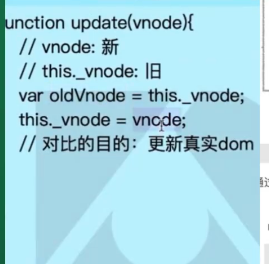 unction update(vnode){
// vnode: 新
// this._vnode: 旧
var oldVnode = this._vnode;
this._vnode = vnode;
// 对比的目的：更新真实dom